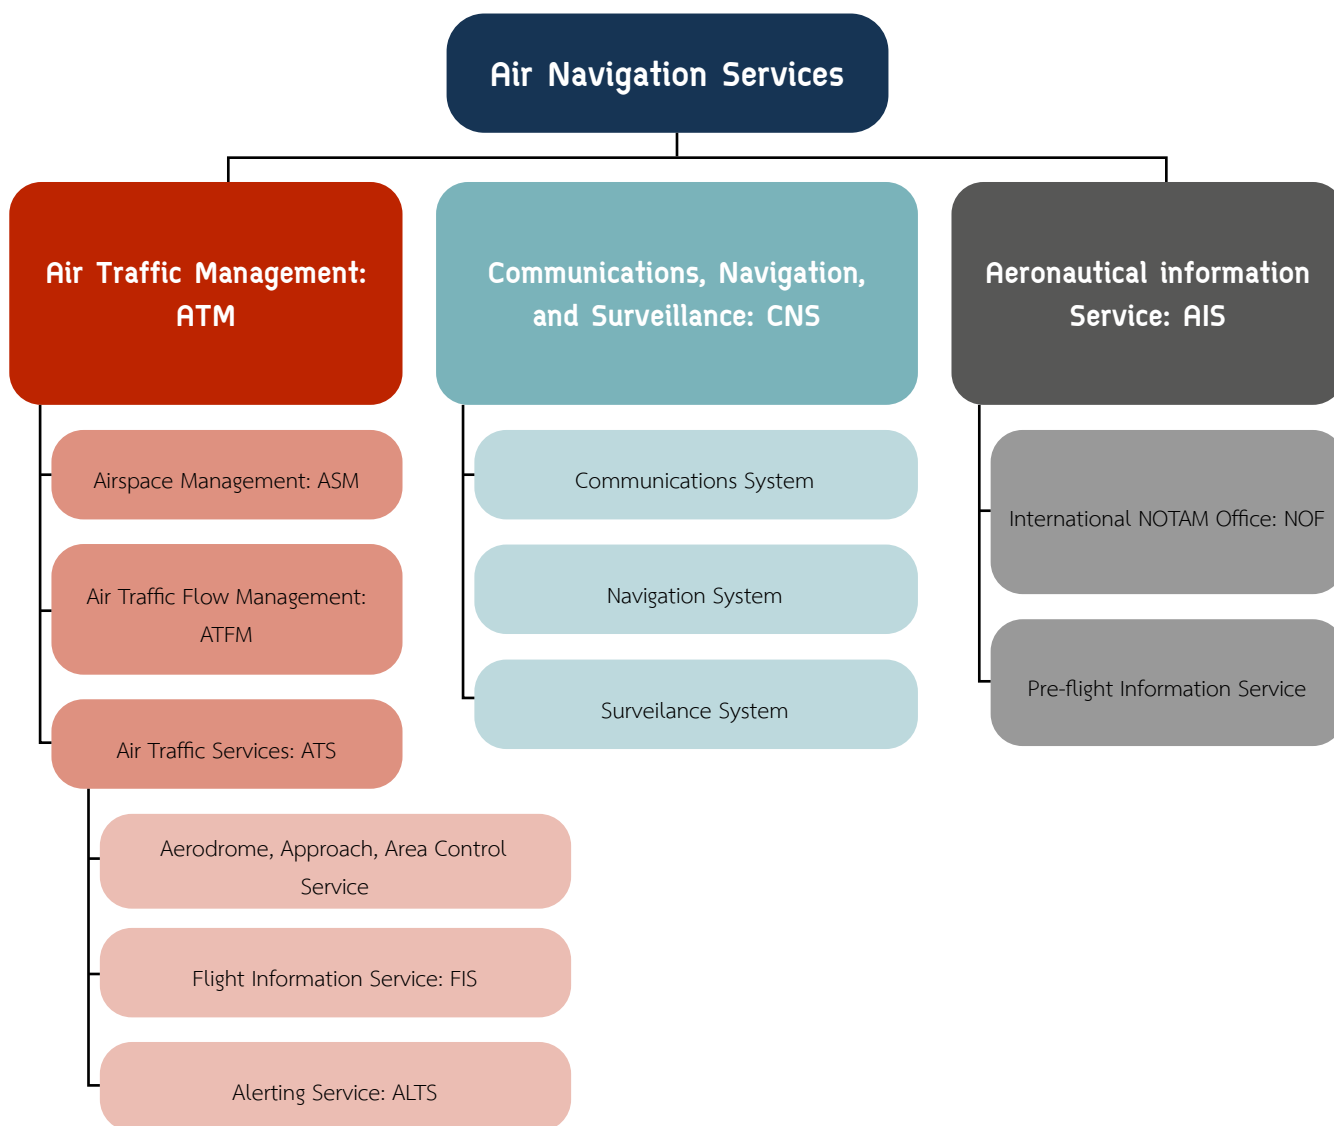 Air Navigation Services
Air Traffic Management:
ATM
Airspace Management: ASM
Air Traffic Flow Management:
ATFM
Air Traffic Services: ATS
Aerodrome, Approach, Area Control
Service
Flight Information Service: FIS
Alerting Service: ALTS
Communications, Navigation,
and Surveillance: CNS
Communications System
Navigation System
Surveilance System
Aeronautical information
Service: AIS
International NOTAM Office: NOF
Pre-flight Information Service